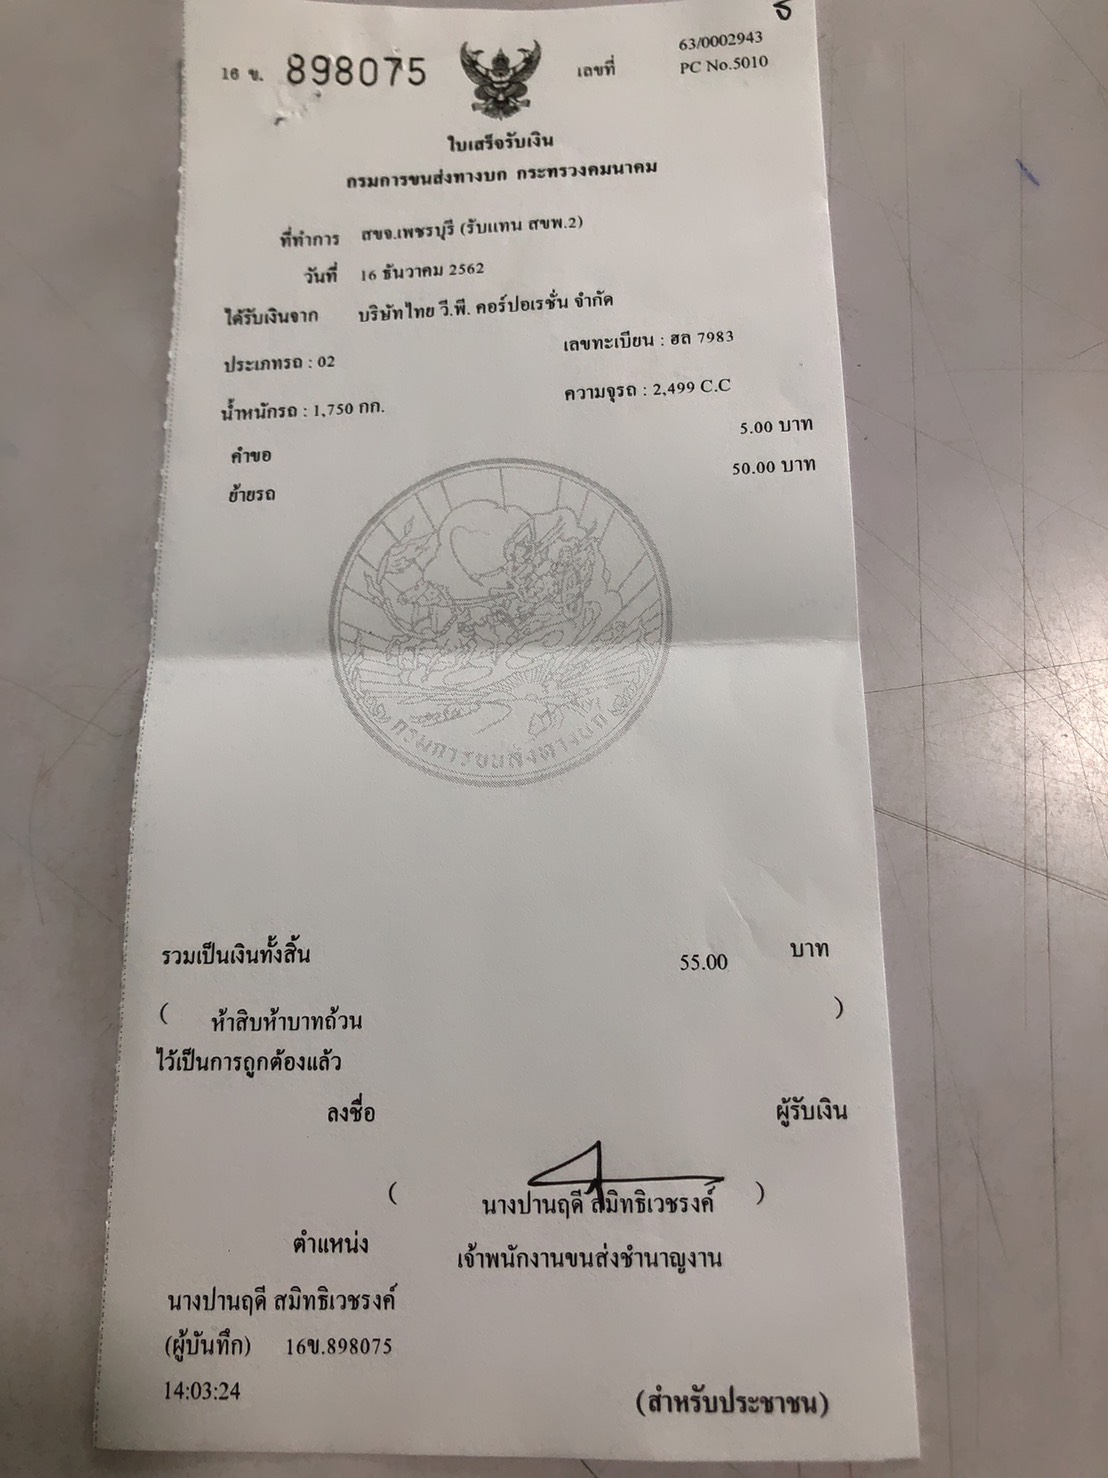 16 ข. 898075 เลขที่ 63/0002943
PC No.5010
ใบเสร็จรับเงิน
กรมการขนส่งทางบก กระทรวงคมนาคม
ที่ทำการ สขจ.เพชรบุรี (รับแทน สขพ.2)
วันที่ 16 ธันวาคม 2562
ได้รับเงินจาก บริษัทไทย วี.พี. คอร์ปอเรชั่น จำกัด
ประเภทรถ : 02 เลขทะเบียน : ฮล 7983
น้ำหนักรถ : 1,750 กก. ความจุรถ : 2,499 C.C
คำขอ 5.00 บาท
ย้ายรถ 50.00 บาท
กรมการขนส่งทางบก
รวมเป็นเงินทั้งสิ้น 55.00 บาท
( ห้าสิบห้าบาทถ้วน )
ไว้เป็นการถูกต้องแล้ว
ลงชื่อ ผู้รับเงิน
( นางปานฤดี สมิทธิเวชรงค์ )
ตำแหน่ง เจ้าพนักงานขนส่งชำนาญงาน
นางปานฤดี สมิทธิเวชรงค์
(ผู้บันทึก) 16ข.898075
14:03:24
(สำหรับประชาชน)